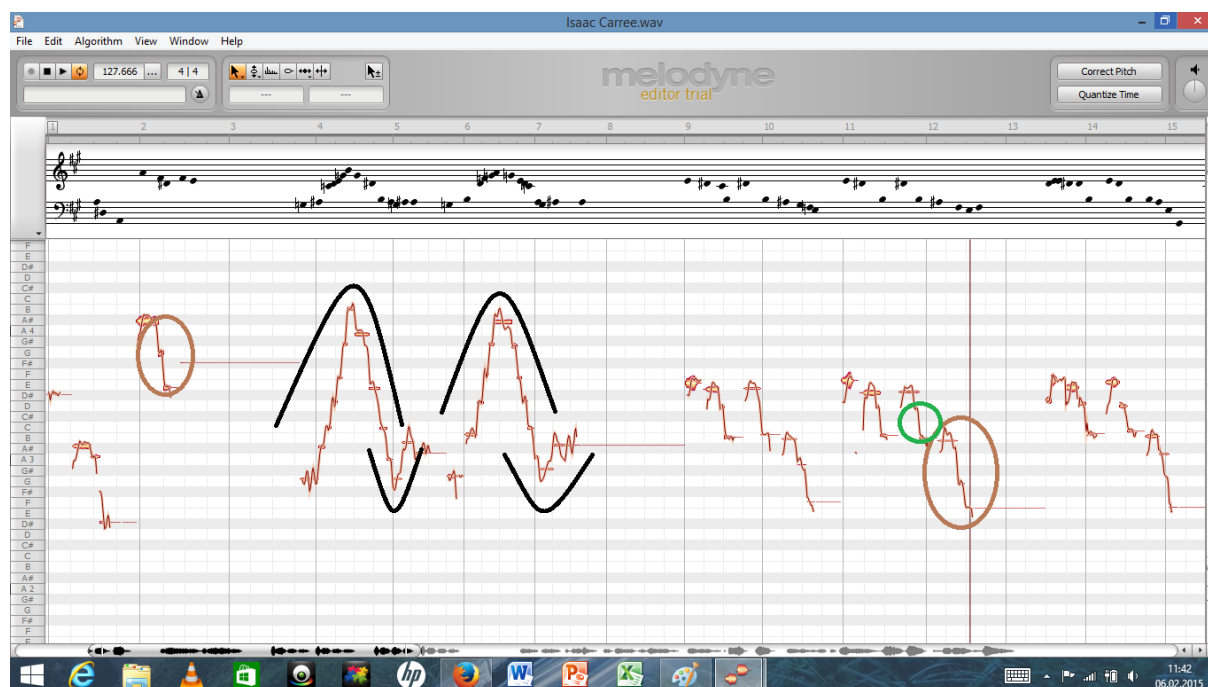 Isaac Carree.wav
File Edit Algorithm View Window Help
127.666 ... 4|4
--- ---
melodyne
editor trial
Correct Pitch
Quantize Time
1 2 3 4 5 6 7 8 9 10 11 12 13 14 15
F
E
D#
D
C#
C
B
A#
A 4
G#
G
F#
F
E
D#
D
C#
C
B
A#
A 3
G#
G
F#
F
E
D#
D
C#
C
B
A#
A 2
G#
G
F#
F
E
hp
11:42
06.02.2015